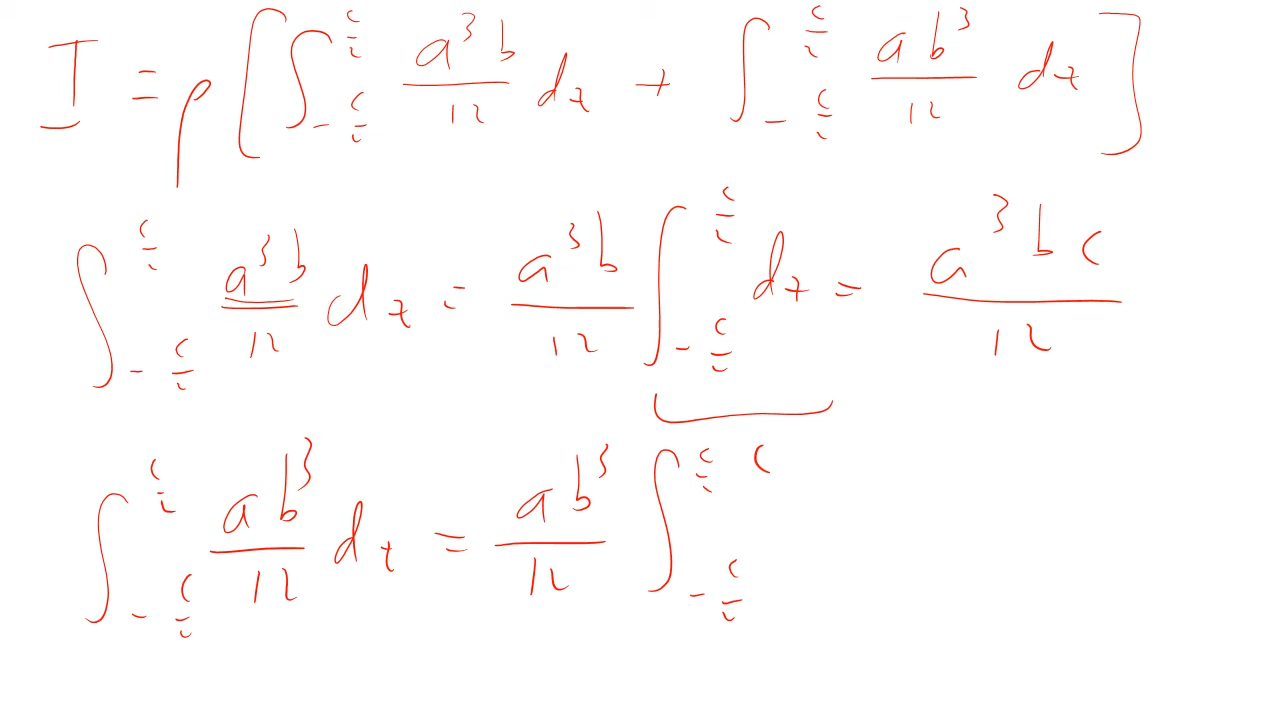 I = ρ [ ∫_{-c/2}^{c/2} a³b/12 dz + ∫_{-c/2}^{c/2} ab³/12 dz ]
∫_{-c/2}^{c/2} a³b/12 dz = a³b/12 ∫_{-c/2}^{c/2} dz = a³bc/12
c
∫_{-c/2}^{c/2} ab³/12 dz = ab³/12 ∫_{-c/2}^{c/2}